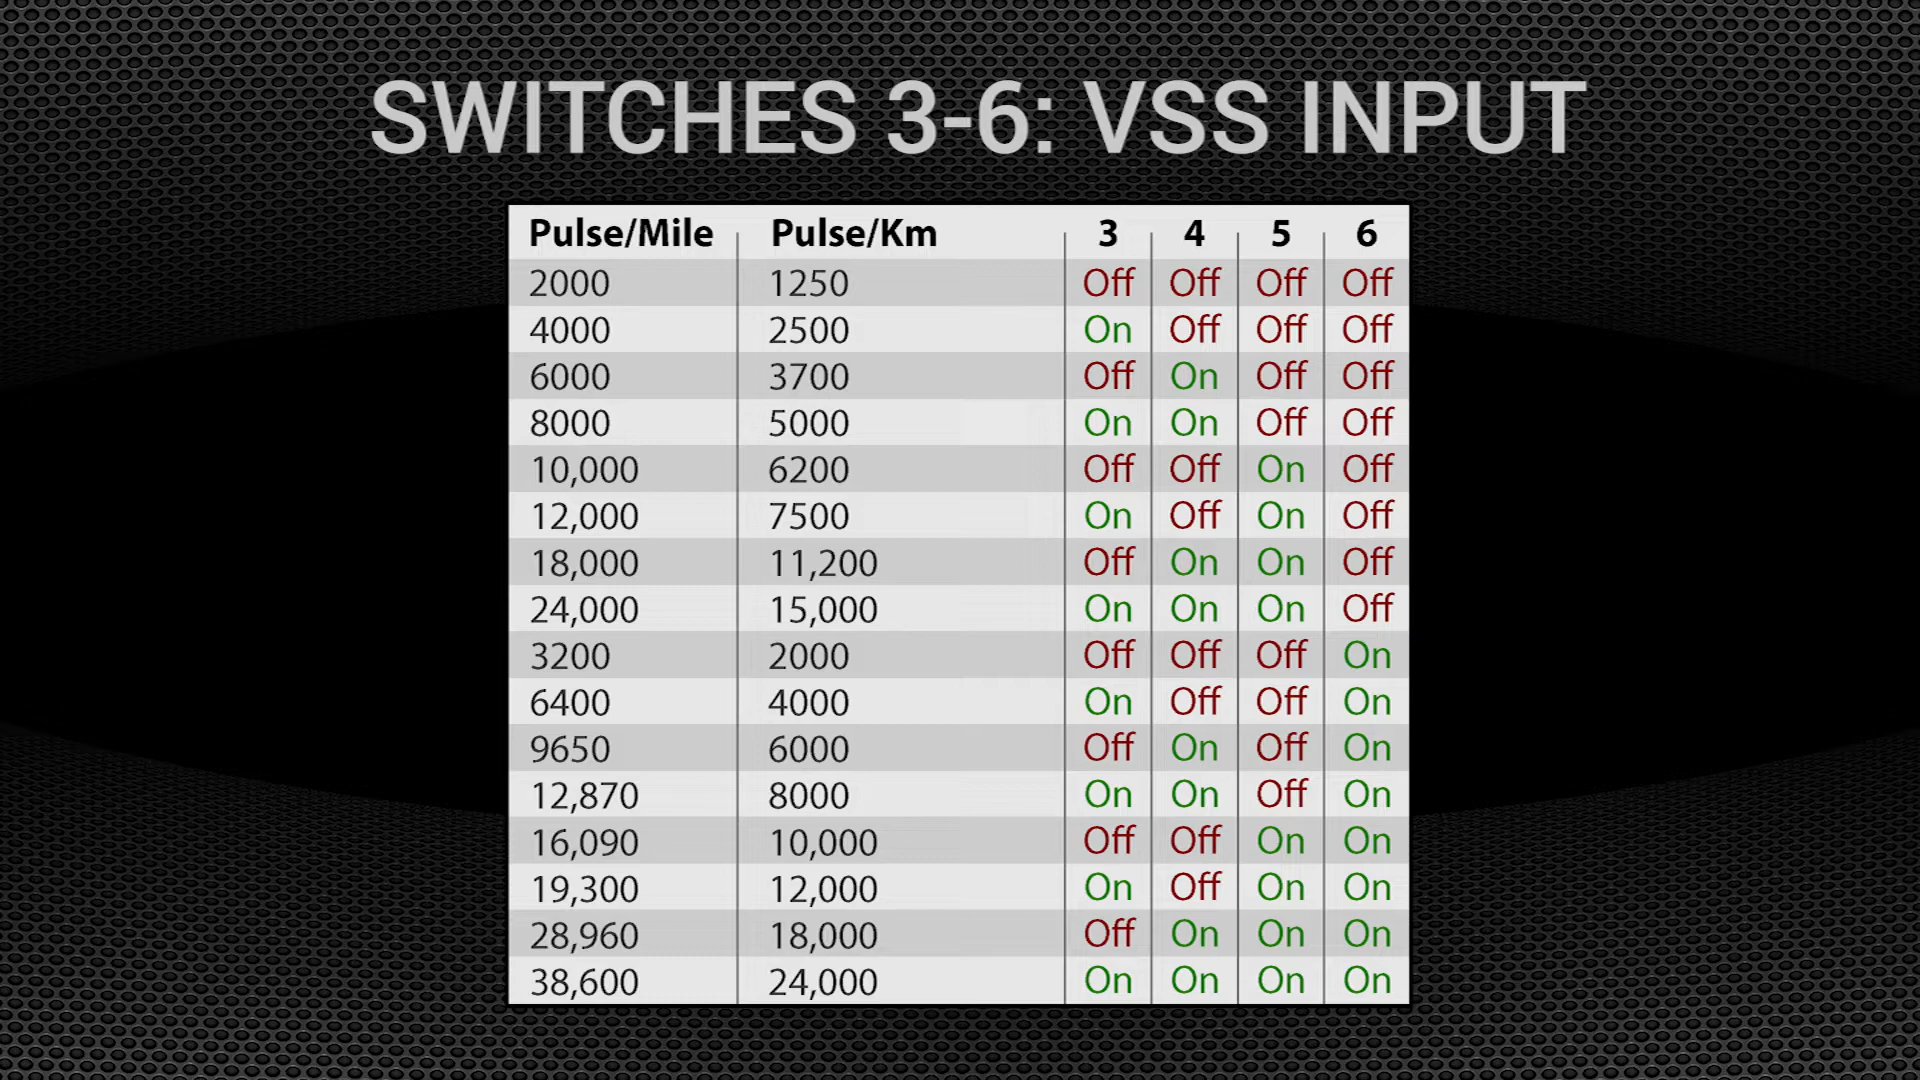 SWITCHES 3-6: VSS INPUT
Pulse/Mile Pulse/Km 3 4 5 6
2000 1250 Off Off Off Off
4000 2500 On Off Off Off
6000 3700 Off On Off Off
8000 5000 On On Off Off
10,000 6200 Off Off On Off
12,000 7500 On Off On Off
18,000 11,200 Off On On Off
24,000 15,000 On On On Off
3200 2000 Off Off Off On
6400 4000 On Off Off On
9650 6000 Off On Off On
12,870 8000 On On Off On
16,090 10,000 Off Off On On
19,300 12,000 On Off On On
28,960 18,000 Off On On On
38,600 24,000 On On On On